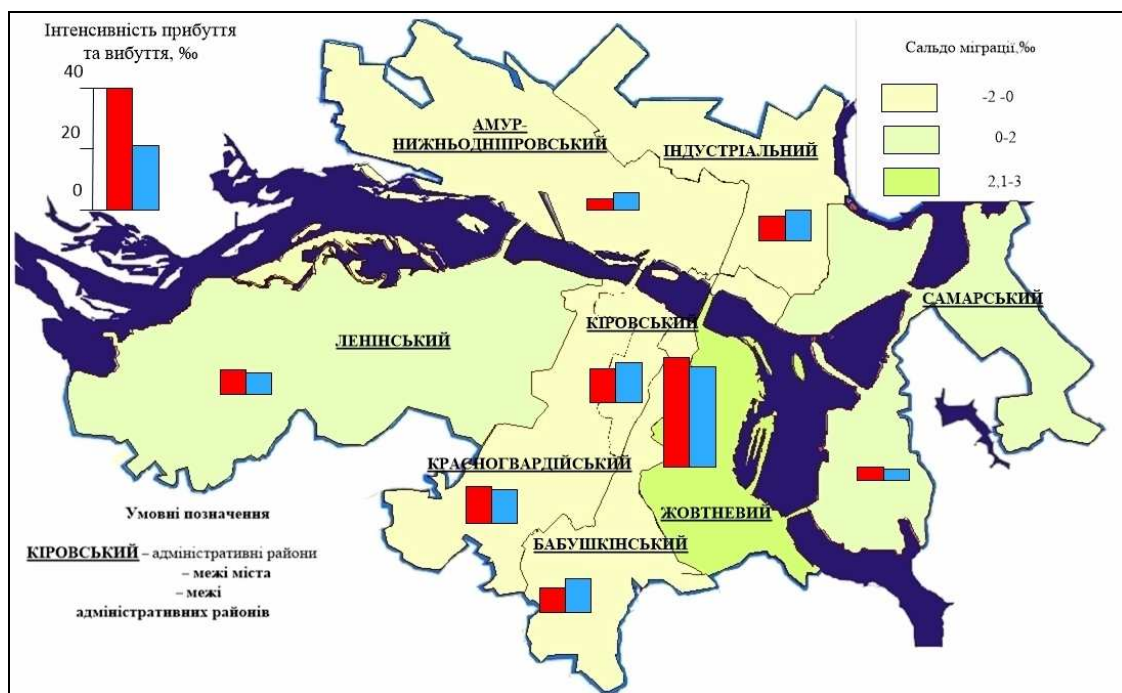 Інтенсивність прибуття
та вибуття, ‰
40
20
0
Сальдо міграції,‰
-2 -0
0-2
2,1-3
АМУР-
НИЖНЬОДНІПРОВСЬКИЙ
ІНДУСТРІАЛЬНИЙ
САМАРСЬКИЙ
КІРОВСЬКИЙ
ЛЕНІНСЬКИЙ
КРАСНОГВАРДІЙСЬКИЙ
ЖОВТНЕВИЙ
БАБУШКІНСЬКИЙ
Умовні позначення
КІРОВСЬКИЙ – адміністративні райони
– межі міста
– межі
адміністративних районів